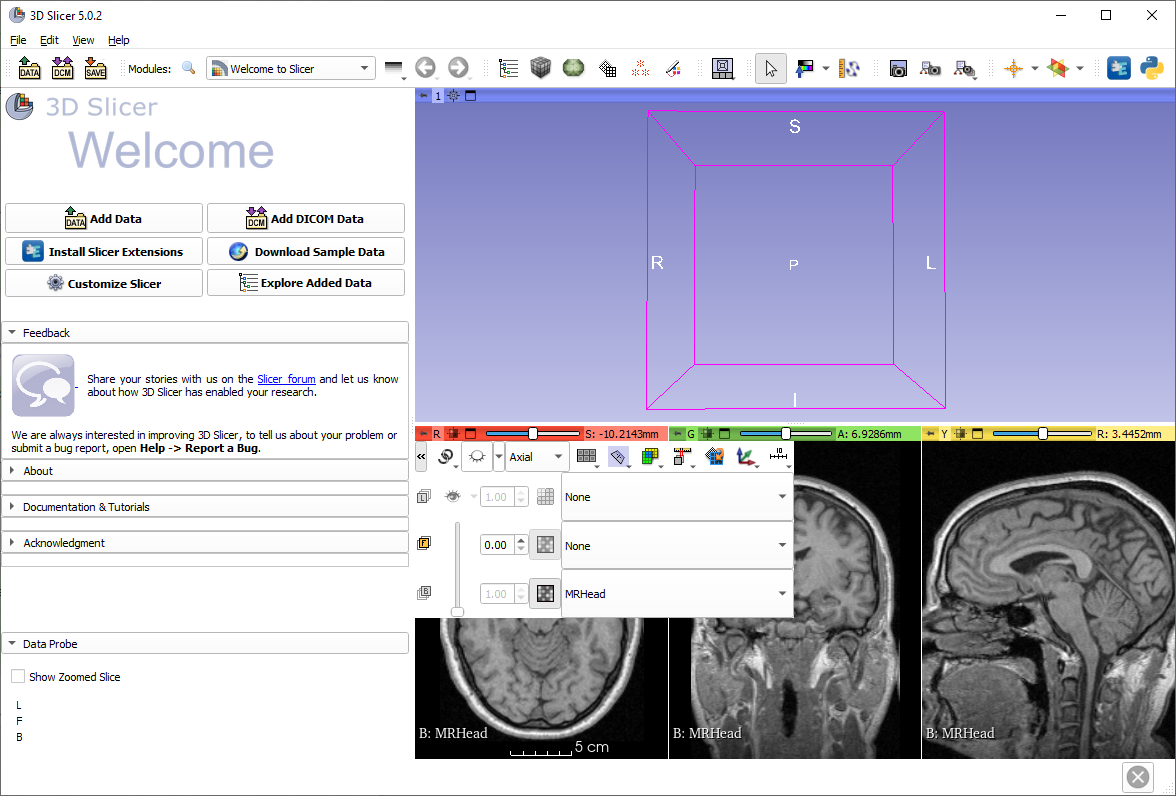 3D Slicer 5.0.2
File Edit View Help
DATA DCM SAVE Modules: Welcome to Slicer
3D Slicer
Welcome
DATA Add Data
DCM Add DICOM Data
Install Slicer Extensions
Download Sample Data
Customize Slicer
Explore Added Data
Feedback
Share your stories with us on the Slicer forum and let us know
about how 3D Slicer has enabled your research.
We are always interested in improving 3D Slicer, to tell us about your problem or
submit a bug report, open Help -> Report a Bug.
About
Documentation & Tutorials
Acknowledgment
Data Probe
Show Zoomed Slice
L
F
B
1
S
R P L
I
R S: -10.2143mm
G A: 6.9286mm
Y R: 3.4452mm
« Axial 10
L 1.00 None
F 0.00 None
B 1.00 MRHead
B: MRHead
5 cm
B: MRHead
B: MRHead